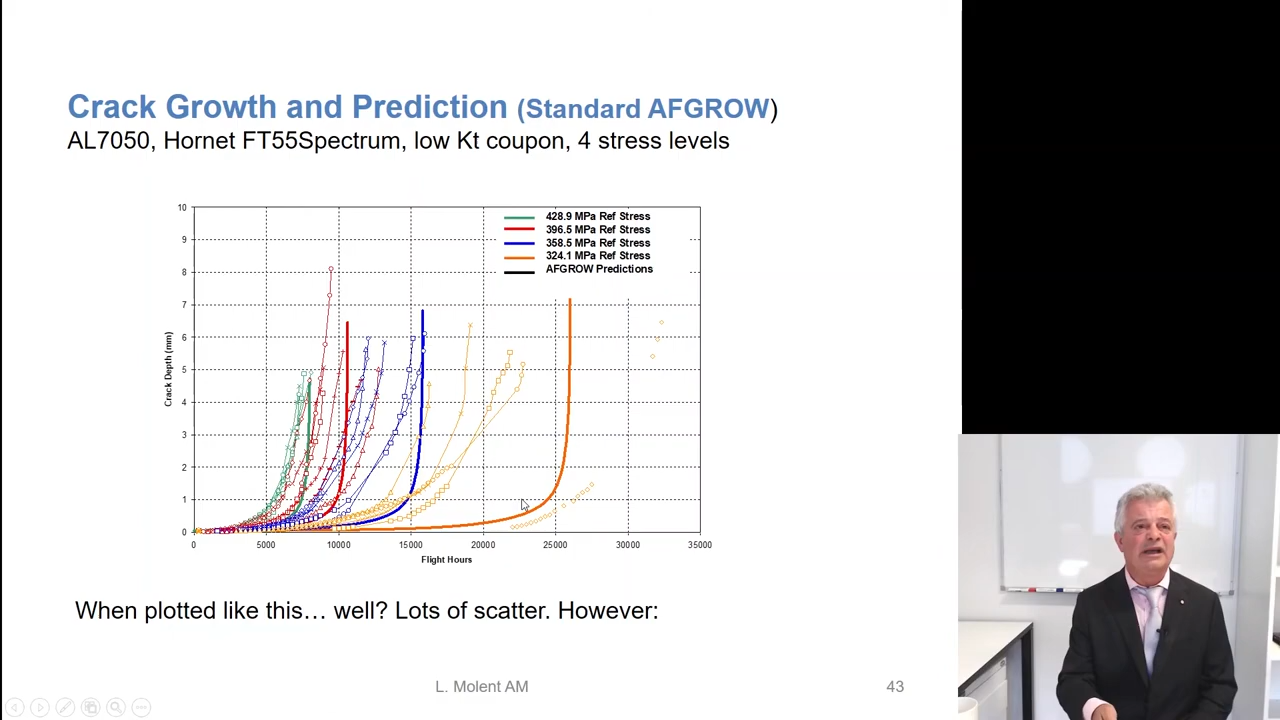 Crack Growth and Prediction (Standard AFGROW)
AL7050, Hornet FT55Spectrum, low Kt coupon, 4 stress levels
10
9
8
7
6
5
4
3
2
1
0
Crack Depth (mm)
428.9 MPa Ref Stress
396.5 MPa Ref Stress
358.5 MPa Ref Stress
324.1 MPa Ref Stress
AFGROW Predictions
0 5000 10000 15000 20000 25000 30000 35000
Flight Hours
When plotted like this… well? Lots of scatter. However:
L. Molent AM
43